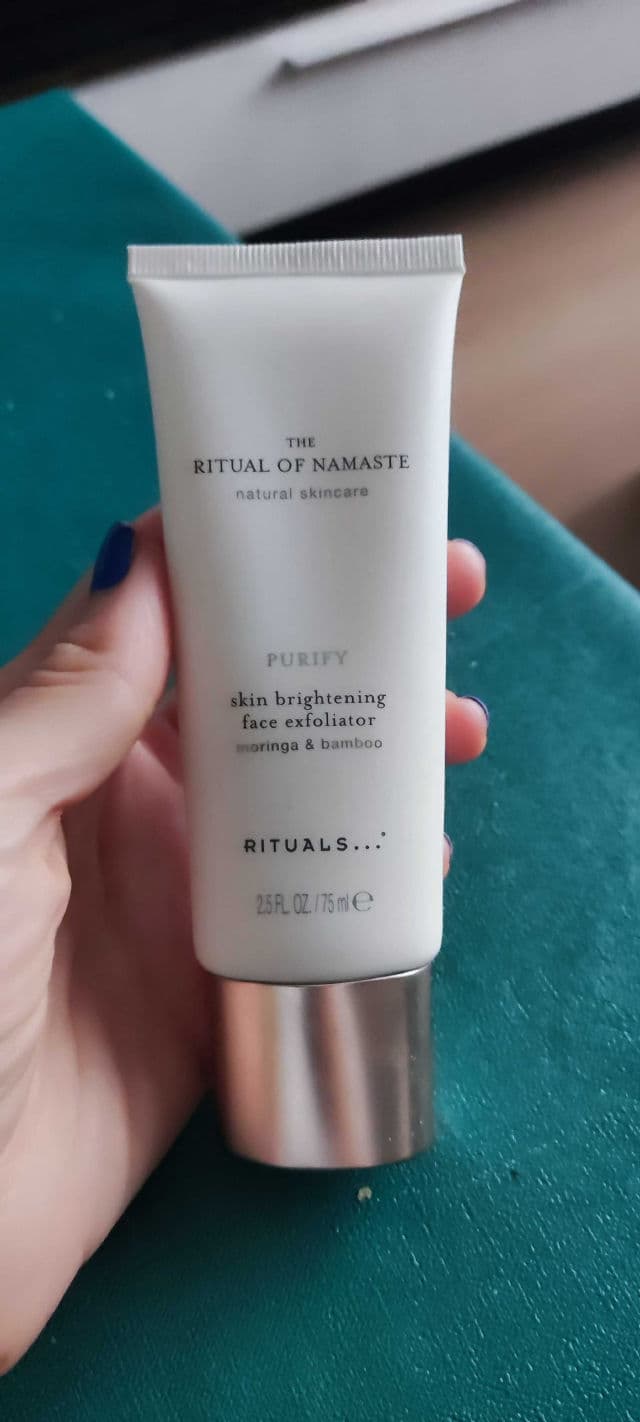 THE
RITUAL OF NAMASTE
natural skincare
PURIFY
skin brightening
face exfoliator
moringa & bamboo
RITUALS...°
2.5 FL. OZ. / 75 ml ℮